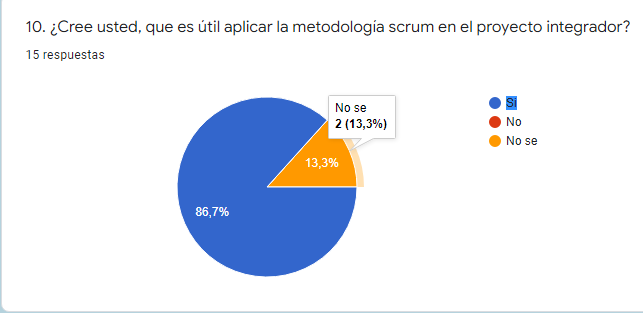 10. ¿Cree usted, que es útil aplicar la metodología scrum en el proyecto integrador?
15 respuestas
No se
2 (13,3%)
13,3%
86,7%
Si
No
No se